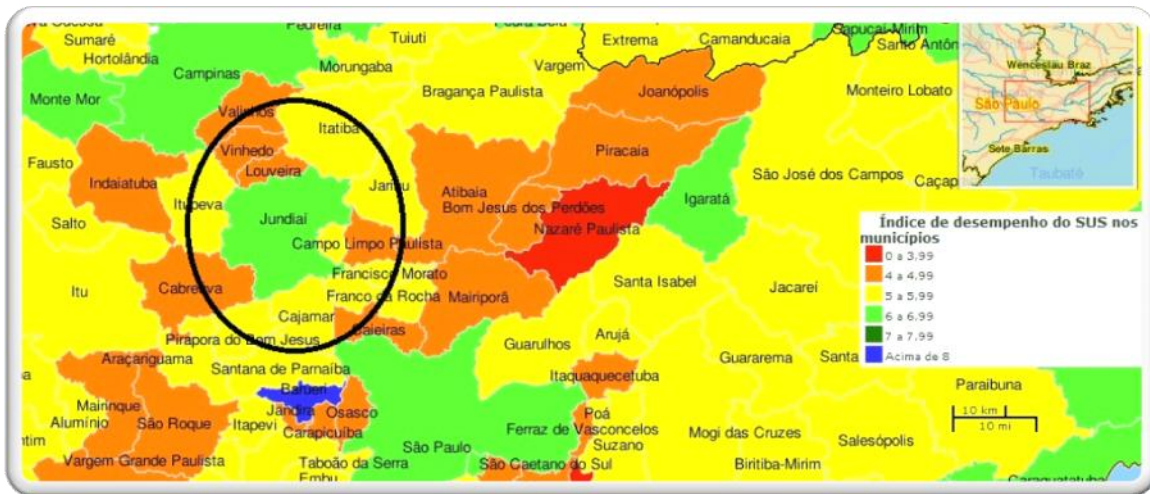 Sumaré
Hortolândia
Pedreira
Tuiuti
Extrema
Camanducaia
Sapucaí-Mirim
Santo Antôn
Wenceslau Braz
São Paulo
Sete Barras
Taubaté
Campinas
Morungaba
Vargem
Monte Mor
Bragança Paulista
Joanópolis
Monteiro Lobato
Valinhos
Itatiba
Fausto
Vinhedo
Louveira
Piracaia
Indaiatuba
Jarinu
Atibaia
São José dos Campos
Caçap
Salto
Itupeva
Jundiaí
Bom Jesus dos Perdões
Igaratá
Nazaré Paulista
Campo Limpo Paulista
Índice de desempenho do SUS nos
municípios
0 a 3,99
4 a 4,99
5 a 5,99
6 a 6,99
7 a 7,99
Acima de 8
Itu
Cabreúva
Francisco Morato
Franco da Rocha
Mairiporã
Santa Isabel
Jacareí
Cajamar
Caieiras
Pirapora do Bom Jesus
Guarulhos
Arujá
Guararema
Santa
Araçariguama
Santana de Parnaíba
Itaquaquecetuba
Paraibuna
Barueri
Mairinque
Alumínio
São Roque
Itapevi
Jandira
Osasco
Carapicuíba
Poá
Ferraz de Vasconcelos
Suzano
Mogi das Cruzes
Salesópolis
10 km
10 mi
ntim
Vargem Grande Paulista
Taboão da Serra
Embu
São Paulo
São Caetano do Sul
Biritiba-Mirim
Caraguatatuba